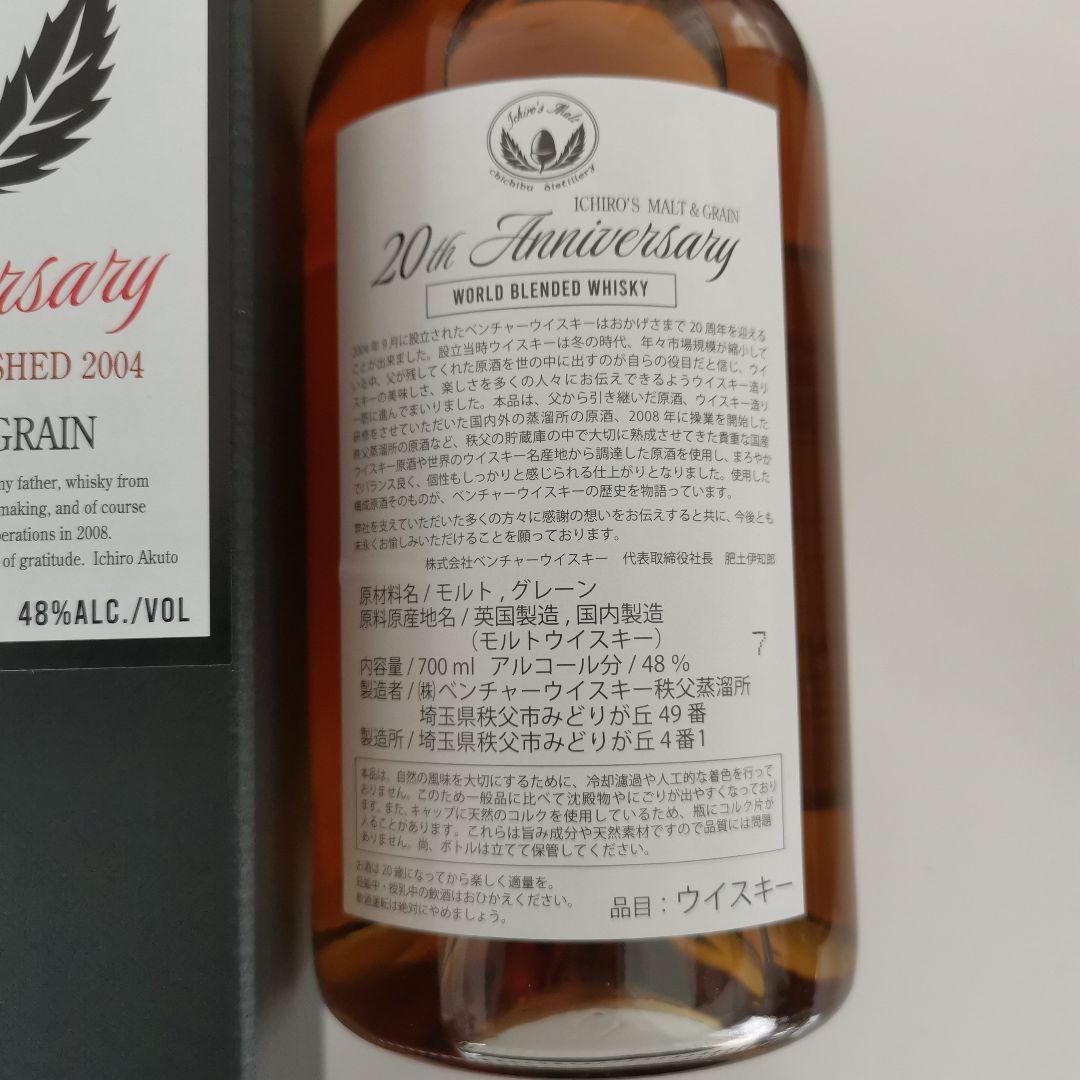 rsary
SHED 2004
GRAIN
my father, whisky from
making, and of course
perations in 2008.
of gratitude. Ichiro Akuto
48%ALC./VOL
Ichiro's Malt
chichibu distillery
ICHIRO'S MALT & GRAIN
20th Anniversary
WORLD BLENDED WHISKY
2004年9月に設立されたベンチャーウイスキーはおかげさまで20周年を迎える
ことが出来ました。設立当時ウイスキーは冬の時代、年々市場規模が縮小して
いる中、父が残してくれた原酒を世の中に出すのが自らの役目だと信じ、ウイ
スキーの美味しさ、楽しさを多くの人々にお伝えできるようウイスキー造り
一筋に進んでまいりました。本品は、父から引き継いだ原酒、ウイスキー造り
研修をさせていただいた国内外の蒸溜所の原酒、2008年に操業を開始した
秩父蒸溜所の原酒など、秩父の貯蔵庫の中で大切に熟成させてきた貴重な国産
ウイスキー原酒や世界のウイスキー名産地から調達した原酒を使用し、まろやか
でバランス良く、個性もしっかりと感じられる仕上がりとなりました。使用した
構成原酒そのものが、ベンチャーウイスキーの歴史を物語っています。
弊社を支えていただいた多くの方々に感謝の想いをお伝えすると共に、今後とも
末永くお愉しみいただけることを願っております。
株式会社ベンチャーウイスキー 代表取締役社長 肥土伊知郎
原材料名/モルト,グレーン
原料原産地名/英国製造,国内製造
(モルトウイスキー)
7
内容量/700 ml アルコール分/48 %
製造者/㈱ベンチャーウイスキー秩父蒸溜所
埼玉県秩父市みどりが丘49番
製造所/埼玉県秩父市みどりが丘4番1
本品は、自然の風味を大切にするために、冷却濾過や人工的な着色を行って
おりません。このため一般品に比べて沈殿物やにごりが出やすくなっており
ます。また、キャップに天然のコルクを使用しているため、瓶にコルク片が
入ることがあります。これらは旨み成分や天然素材ですので品質には問題
ありません。尚、ボトルは立てて保管してください。
お酒は20歳になってから楽しく適量を。
妊娠中・授乳中の飲酒はおひかえください。
飲酒運転は絶対にやめましょう。
品目:ウイスキー